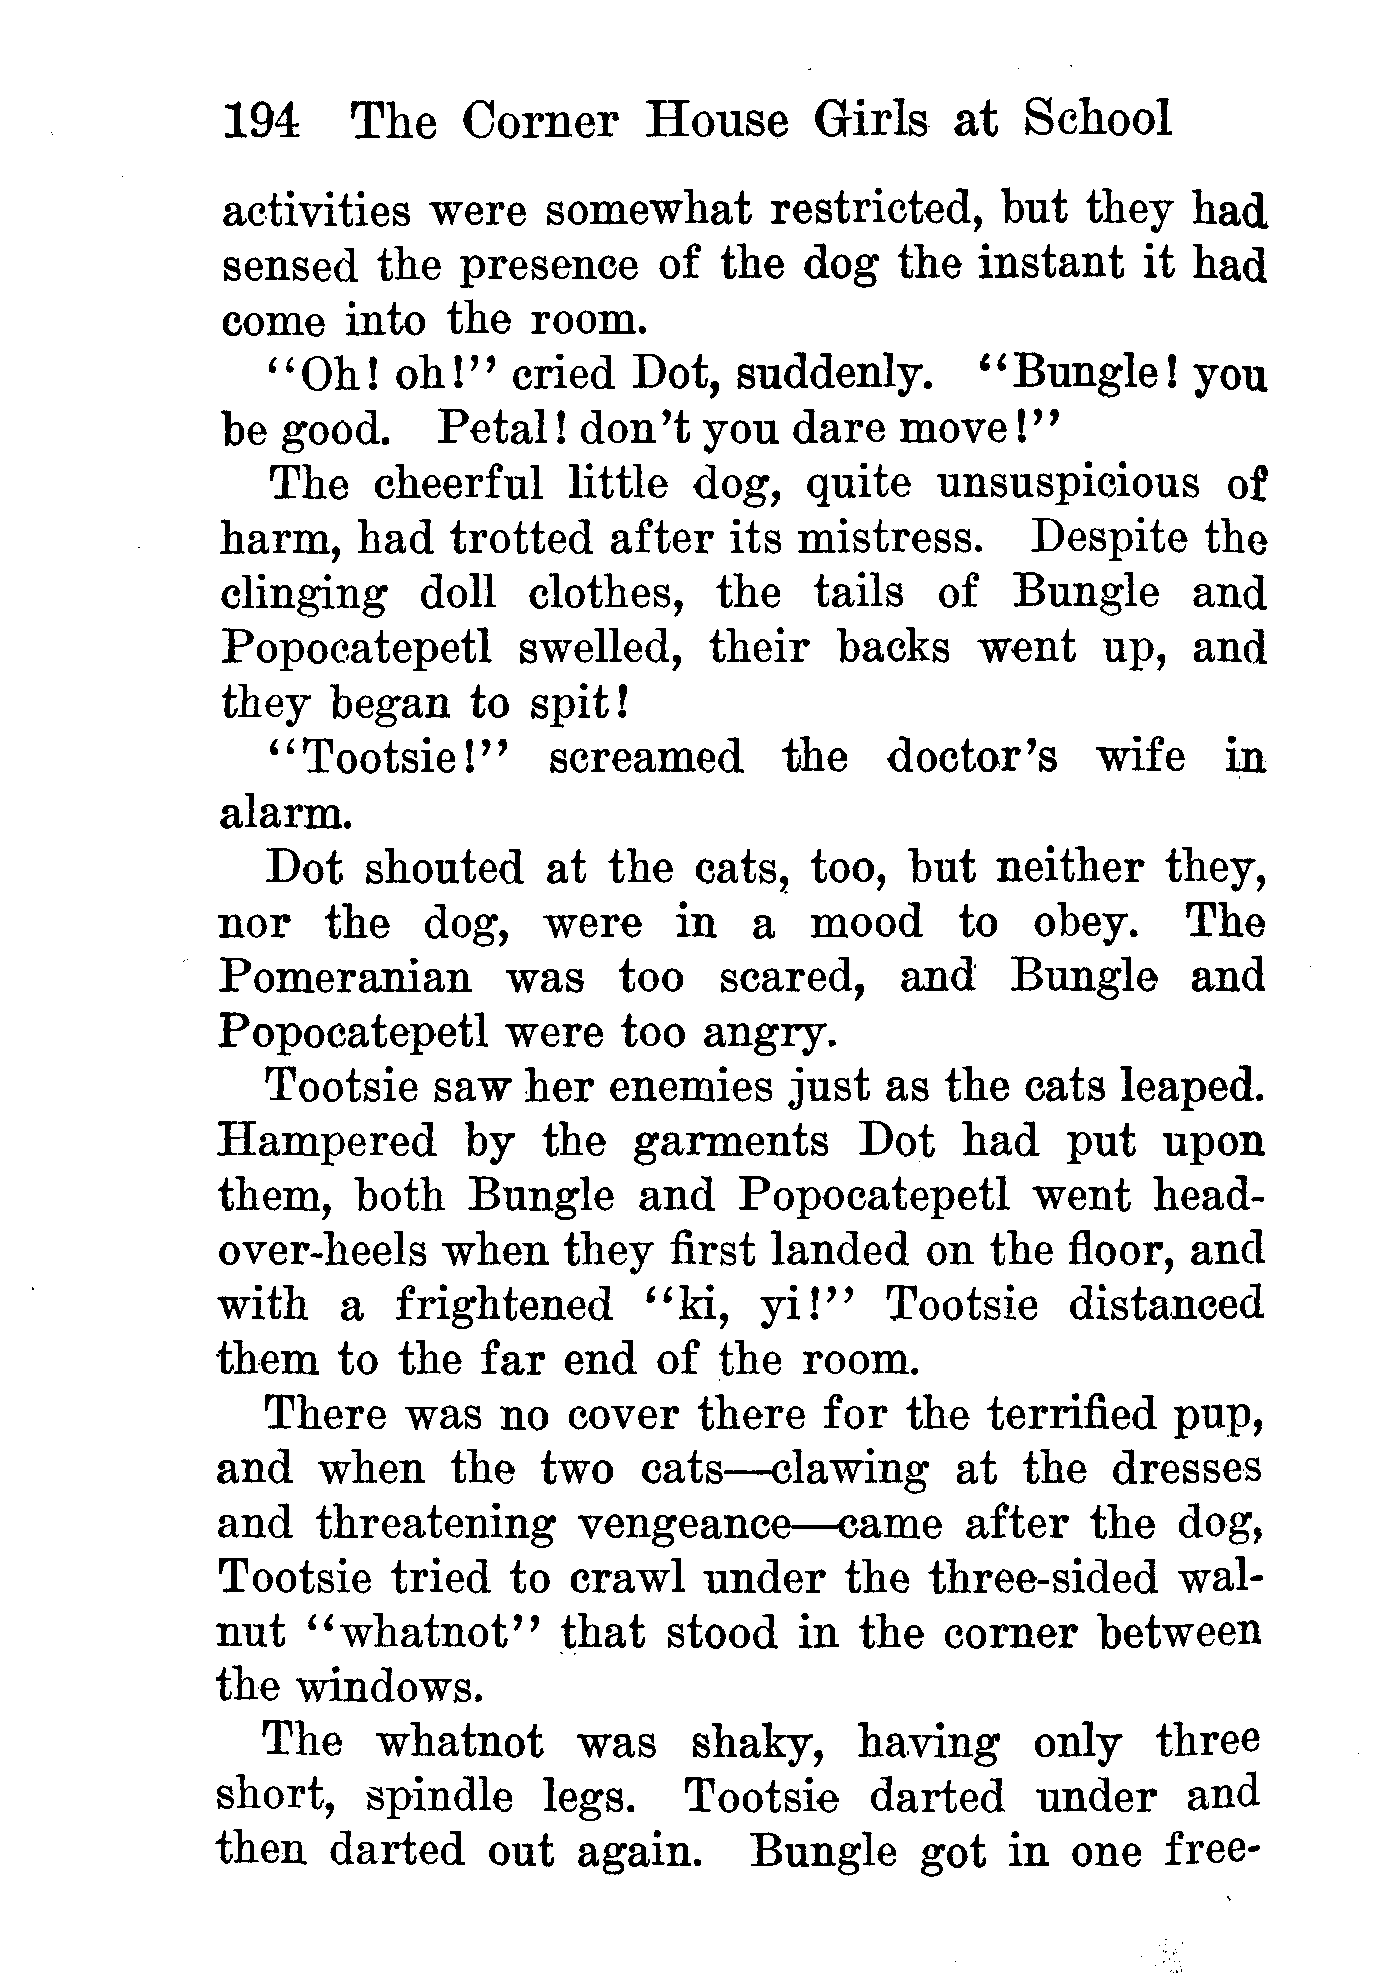 194 The Corner House Girls at School
activities were somewhat restricted, but they had
sensed the presence of the dog the instant it had
come into the room.
“Oh! oh!” cried Dot, suddenly. “Bungle! you
be good. Petal! don’t you dare move!”
The cheerful little dog, quite unsuspicious of
harm, had trotted after its mistress. Despite the
clinging doll clothes, the tails of Bungle and
Popocatepetl swelled, their backs went up, and
they began to spit!
“Tootsie!” screamed the doctor’s wife in
alarm.
Dot shouted at the cats, too, but neither they,
nor the dog, were in a mood to obey. The
Pomeranian was too scared, and Bungle and
Popocatepetl were too angry.
Tootsie saw her enemies just as the cats leaped.
Hampered by the garments Dot had put upon
them, both Bungle and Popocatepetl went head-
over-heels when they first landed on the floor, and
with a frightened “ki, yi!” Tootsie distanced
them to the far end of the room.
There was no cover there for the terrified pup,
and when the two cats—clawing at the dresses
and threatening vengeance—came after the dog,
Tootsie tried to crawl under the three-sided wal-
nut “whatnot” that stood in the corner between
the windows.
The whatnot was shaky, having only three
short, spindle legs. Tootsie darted under and
then darted out again. Bungle got in one free-